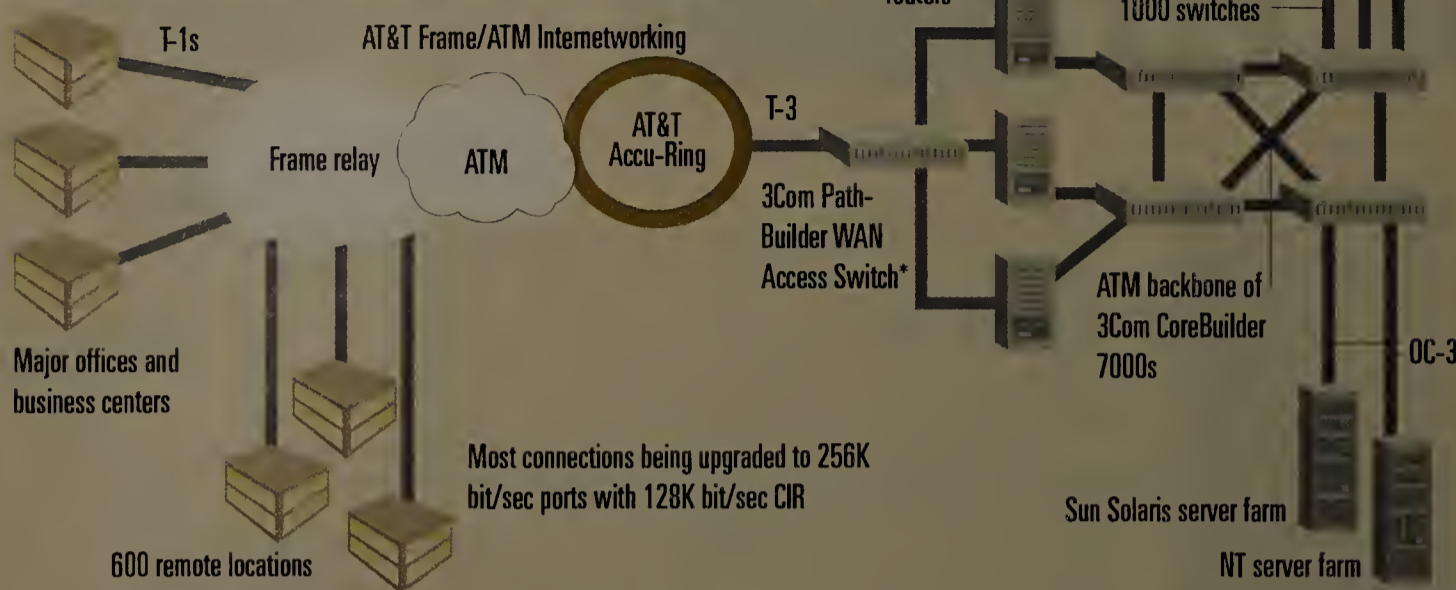 routers
1000 switches
T-1s
AT&T Frame/ATM Internetworking
Frame relay
ATM
AT&T
Accu-Ring
T-3
3Com Path-
Builder WAN
Access Switch*
ATM backbone of
3Com CoreBuilder
7000s
OC-3
Major offices and
business centers
Most connections being upgraded to 256K
bit/sec ports with 128K bit/sec CIR
600 remote locations
Sun Solaris server farm
NT server farm